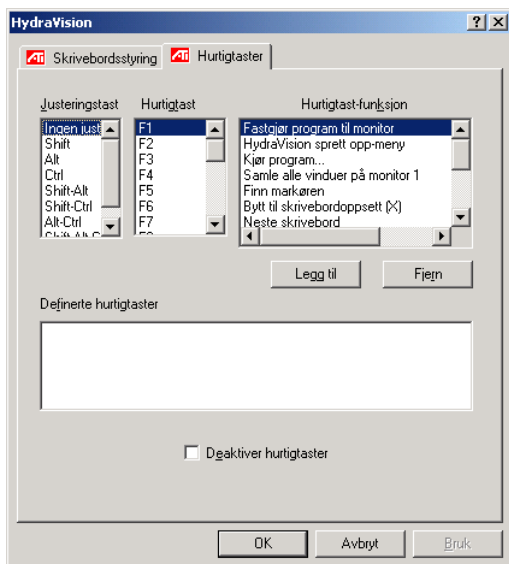 HydraVision
ATI Skrivebordsstyring
ATI Hurtigtaster
Justeringstast
Ingen just
Shift
Alt
Ctrl
Shift-Alt
Shift-Ctrl
Alt-Ctrl
Hurtigtast
F1
F2
F3
F4
F5
F6
F7
Hurtigtast-funksjon
Fastgjør program til monitor
HydraVision sprett opp-meny
Kjør program...
Samle alle vinduer på monitor 1
Finn markøren
Bytt til skrivebordoppsett (X)
Neste skrivebord
Legg til
Fjern
Definerte hurtigtaster
Deaktiver hurtigtaster
OK
Avbryt
Bruk